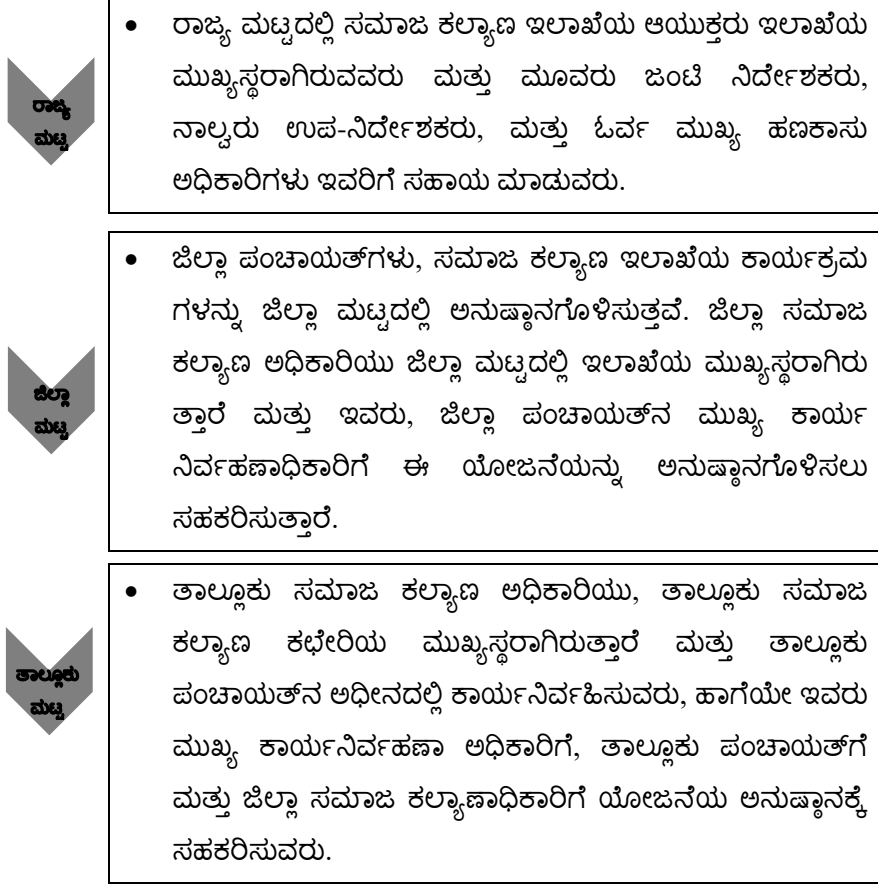 ರಾಜ್ಯ
ಮಟ್ಟ
• ರಾಜ್ಯ ಮಟ್ಟದಲ್ಲಿ ಸಮಾಜ ಕಲ್ಯಾಣ ಇಲಾಖೆಯ ಆಯುಕ್ತರು ಇಲಾಖೆಯ
ಮುಖ್ಯಸ್ಥರಾಗಿರುವವರು ಮತ್ತು ಮೂವರು ಜಂಟಿ ನಿರ್ದೇಶಕರು,
ನಾಲ್ವರು ಉಪ-ನಿರ್ದೇಶಕರು, ಮತ್ತು ಓರ್ವ ಮುಖ್ಯ ಹಣಕಾಸು
ಅಧಿಕಾರಿಗಳು ಇವರಿಗೆ ಸಹಾಯ ಮಾಡುವರು.
ಜಿಲ್ಲಾ
ಮಟ್ಟ
• ಜಿಲ್ಲಾ ಪಂಚಾಯತ್‌ಗಳು, ಸಮಾಜ ಕಲ್ಯಾಣ ಇಲಾಖೆಯ ಕಾರ್ಯಕ್ರಮ
ಗಳನ್ನು ಜಿಲ್ಲಾ ಮಟ್ಟದಲ್ಲಿ ಅನುಷ್ಠಾನಗೊಳಿಸುತ್ತವೆ. ಜಿಲ್ಲಾ ಸಮಾಜ
ಕಲ್ಯಾಣ ಅಧಿಕಾರಿಯು ಜಿಲ್ಲಾ ಮಟ್ಟದಲ್ಲಿ ಇಲಾಖೆಯ ಮುಖ್ಯಸ್ಥರಾಗಿರು
ತ್ತಾರೆ ಮತ್ತು ಇವರು, ಜಿಲ್ಲಾ ಪಂಚಾಯತ್‌ನ ಮುಖ್ಯ ಕಾರ್ಯ
ನಿರ್ವಹಣಾಧಿಕಾರಿಗೆ ಈ ಯೋಜನೆಯನ್ನು ಅನುಷ್ಠಾನಗೊಳಿಸಲು
ಸಹಕರಿಸುತ್ತಾರೆ.
ತಾಲ್ಲೂಕು
ಮಟ್ಟ
• ತಾಲ್ಲೂಕು ಸಮಾಜ ಕಲ್ಯಾಣ ಅಧಿಕಾರಿಯು, ತಾಲ್ಲೂಕು ಸಮಾಜ
ಕಲ್ಯಾಣ ಕಛೇರಿಯ ಮುಖ್ಯಸ್ಥರಾಗಿರುತ್ತಾರೆ ಮತ್ತು ತಾಲ್ಲೂಕು
ಪಂಚಾಯತ್‌ನ ಅಧೀನದಲ್ಲಿ ಕಾರ್ಯನಿರ್ವಹಿಸುವರು, ಹಾಗೆಯೇ ಇವರು
ಮುಖ್ಯ ಕಾರ್ಯನಿರ್ವಹಣಾ ಅಧಿಕಾರಿಗೆ, ತಾಲ್ಲೂಕು ಪಂಚಾಯತ್‌ಗೆ
ಮತ್ತು ಜಿಲ್ಲಾ ಸಮಾಜ ಕಲ್ಯಾಣಾಧಿಕಾರಿಗೆ ಯೋಜನೆಯ ಅನುಷ್ಠಾನಕ್ಕೆ
ಸಹಕರಿಸುವರು.